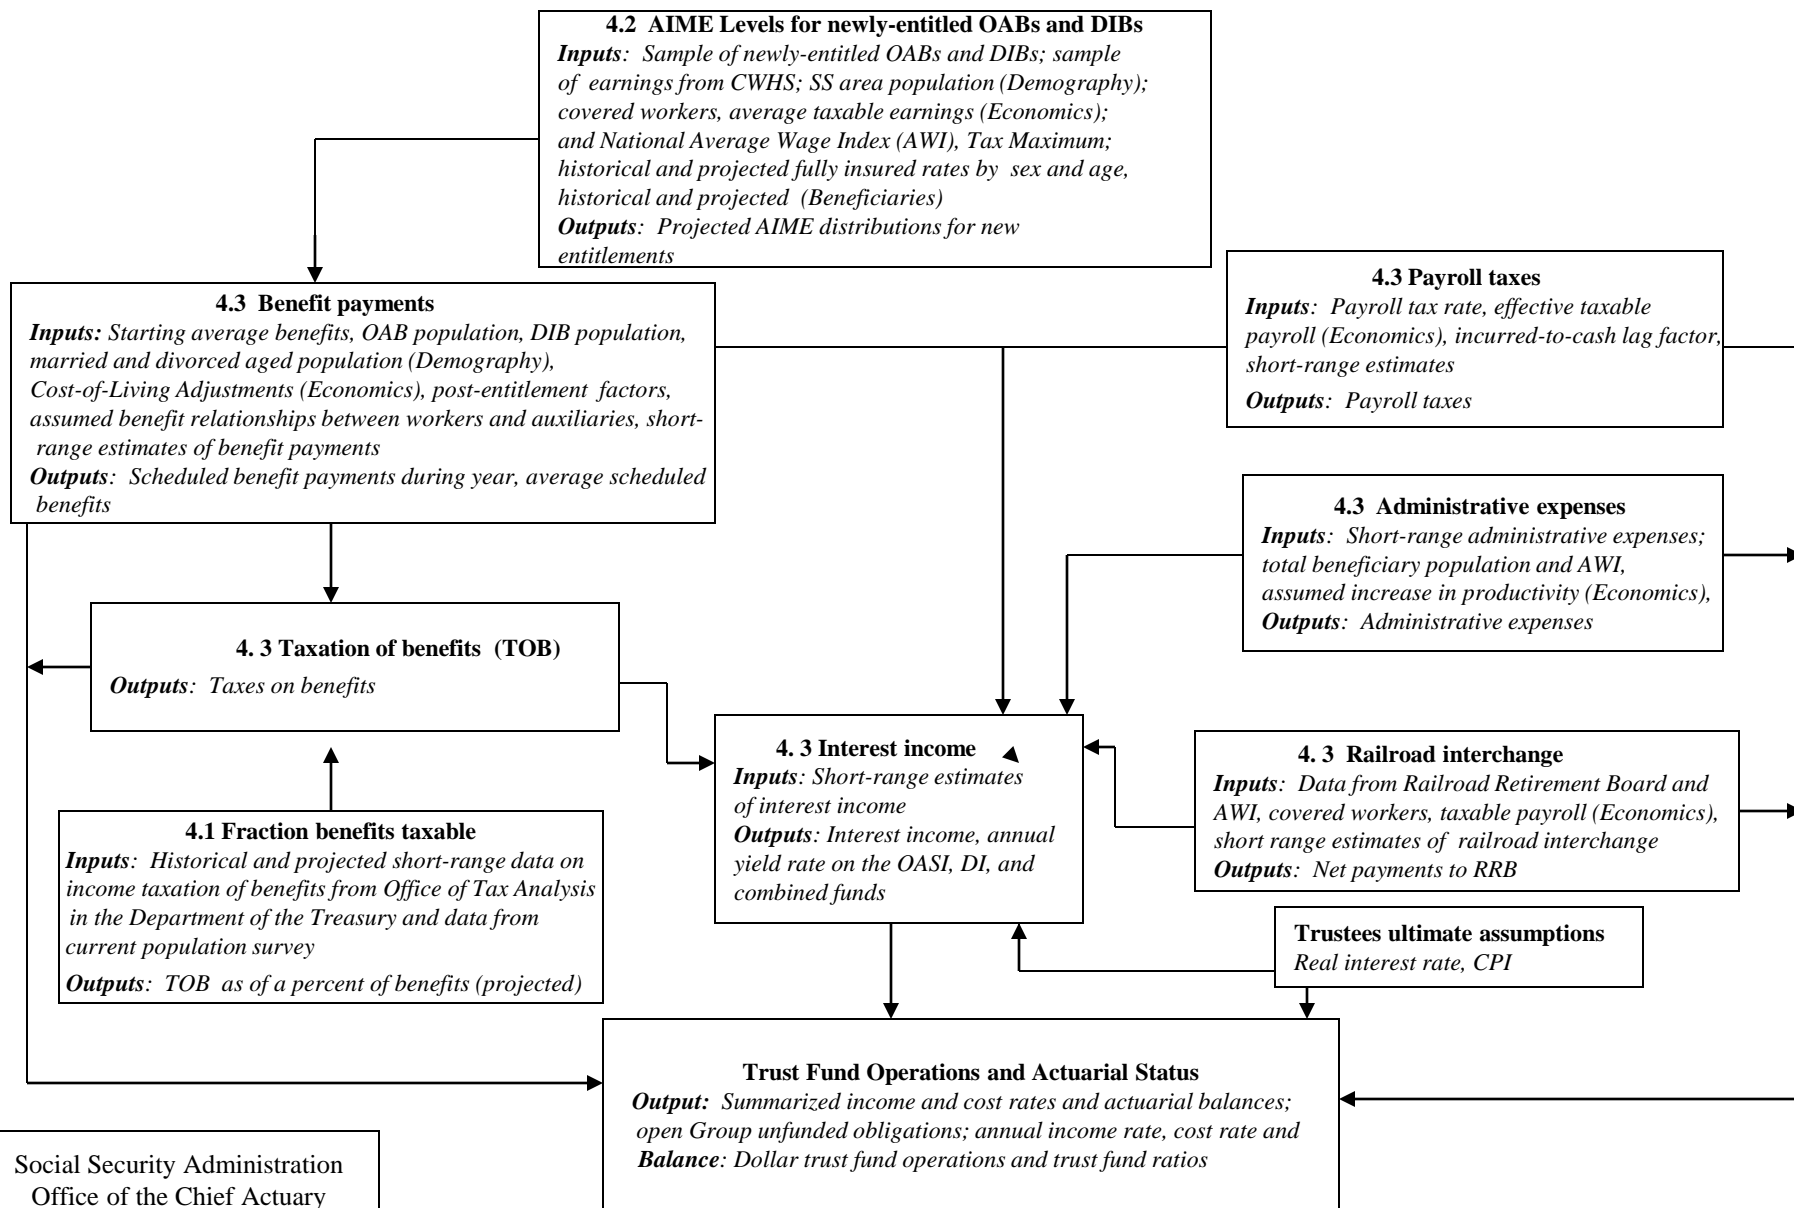 4.2 AIME Levels for newly-entitled OABs and DIBs
Inputs: Sample of newly-entitled OABs and DIBs; sample
of earnings from CWHS; SS area population (Demography);
covered workers, average taxable earnings (Economics);
and National Average Wage Index (AWI), Tax Maximum;
historical and projected fully insured rates by sex and age,
historical and projected (Beneficiaries)
Outputs: Projected AIME distributions for new
entitlements
4.3 Benefit payments
Inputs: Starting average benefits, OAB population, DIB population,
married and divorced aged population (Demography),
Cost-of-Living Adjustments (Economics), post-entitlement factors,
assumed benefit relationships between workers and auxiliaries, short-
range estimates of benefit payments
Outputs: Scheduled benefit payments during year, average scheduled
benefits
4.3 Payroll taxes
Inputs: Payroll tax rate, effective taxable
payroll (Economics), incurred-to-cash lag factor,
short-range estimates
Outputs: Payroll taxes
4.3 Administrative expenses
Inputs: Short-range administrative expenses;
total beneficiary population and AWI,
assumed increase in productivity (Economics),
Outputs: Administrative expenses
4. 3 Taxation of benefits (TOB)
Outputs: Taxes on benefits
4. 3 Interest income
Inputs: Short-range estimates
of interest income
Outputs: Interest income, annual
yield rate on the OASI, DI, and
combined funds
4. 3 Railroad interchange
Inputs: Data from Railroad Retirement Board and
AWI, covered workers, taxable payroll (Economics),
short range estimates of railroad interchange
Outputs: Net payments to RRB
4.1 Fraction benefits taxable
Inputs: Historical and projected short-range data on
income taxation of benefits from Office of Tax Analysis
in the Department of the Treasury and data from
current population survey
Outputs: TOB as of a percent of benefits (projected)
Trustees ultimate assumptions
Real interest rate, CPI
Trust Fund Operations and Actuarial Status
Output: Summarized income and cost rates and actuarial balances;
open Group unfunded obligations; annual income rate, cost rate and
Balance: Dollar trust fund operations and trust fund ratios
Social Security Administration
Office of the Chief Actuary